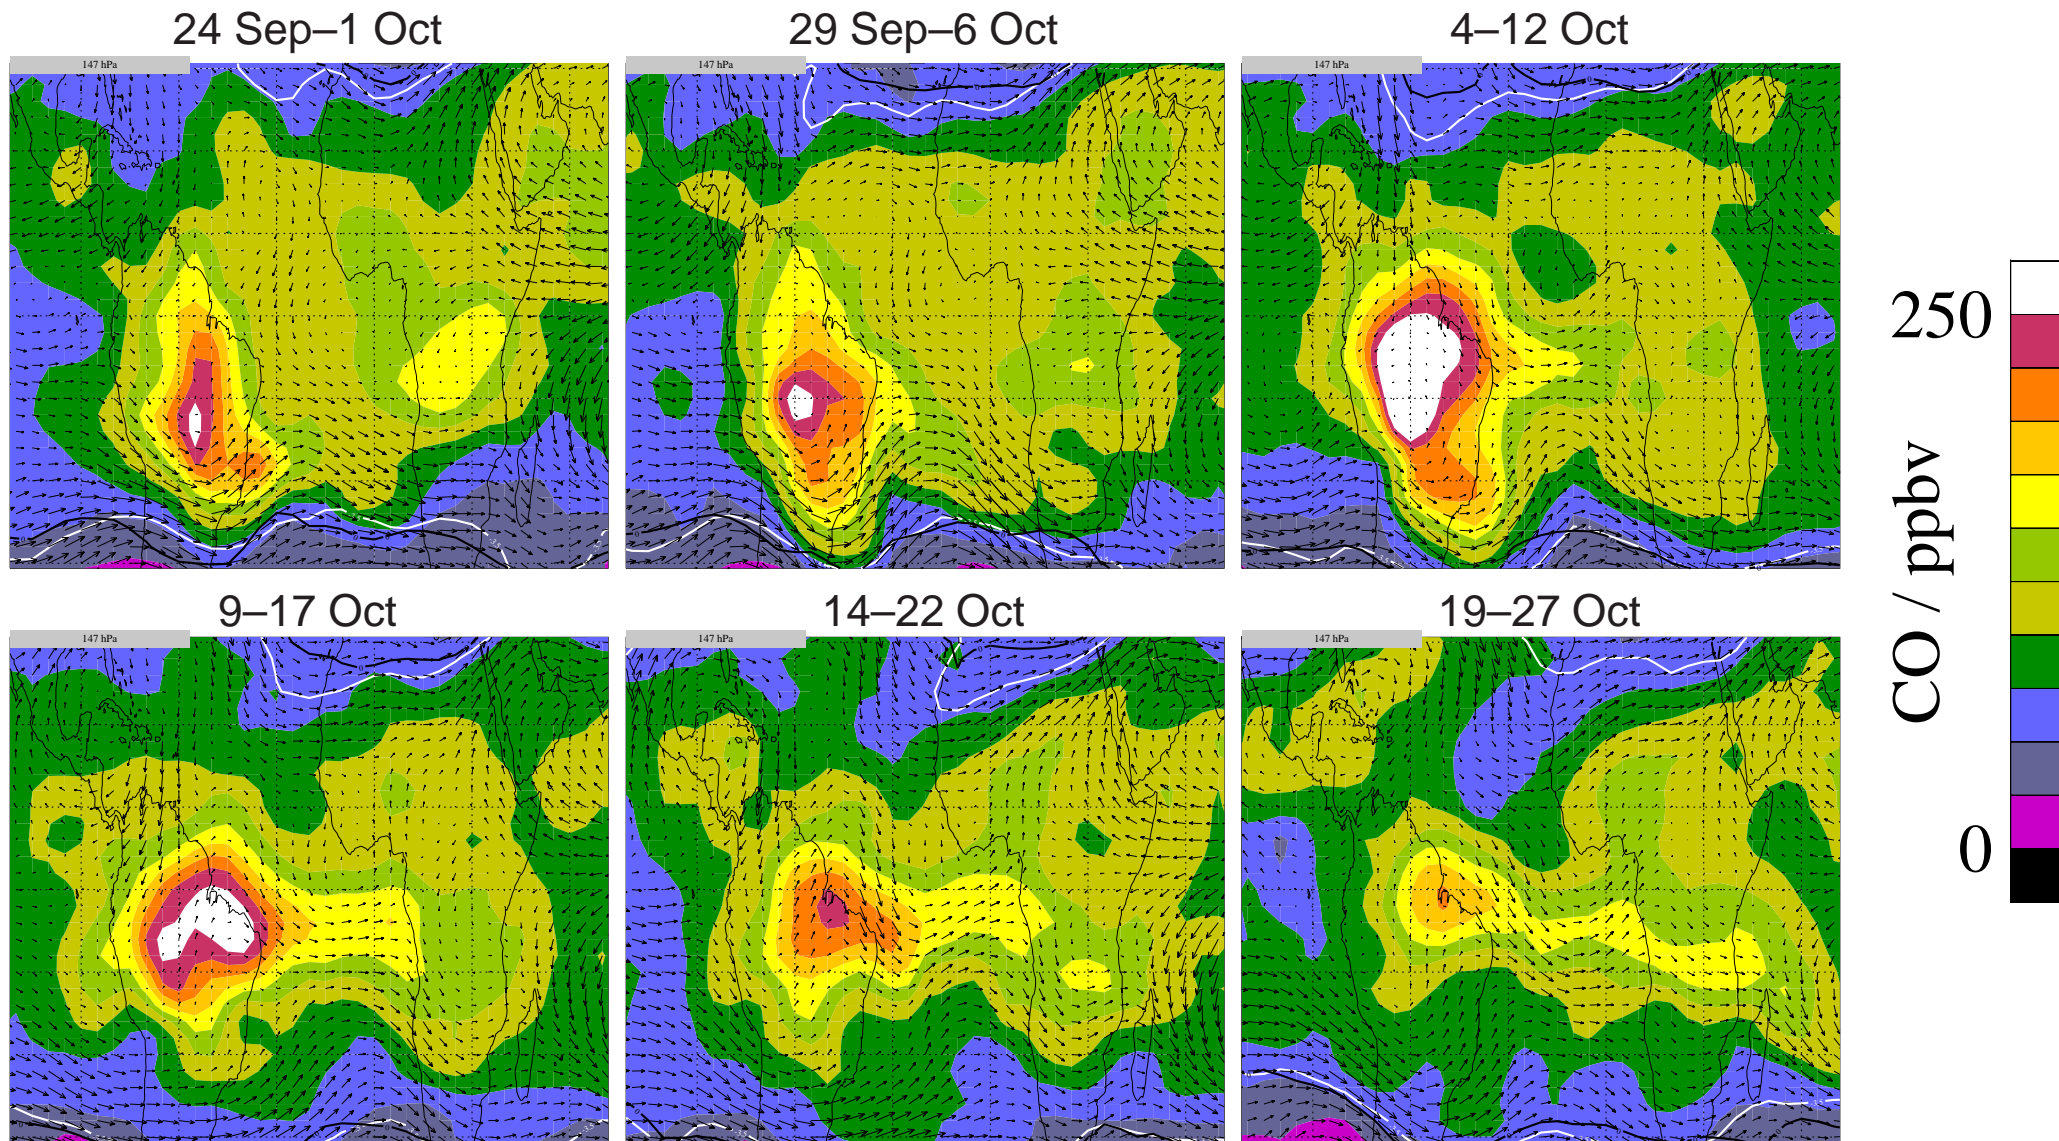 24 Sep–1 Oct
29 Sep–6 Oct
4–12 Oct
147 hPa
147 hPa
147 hPa
9–17 Oct
14–22 Oct
19–27 Oct
147 hPa
147 hPa
147 hPa
250
CO / ppbv
0